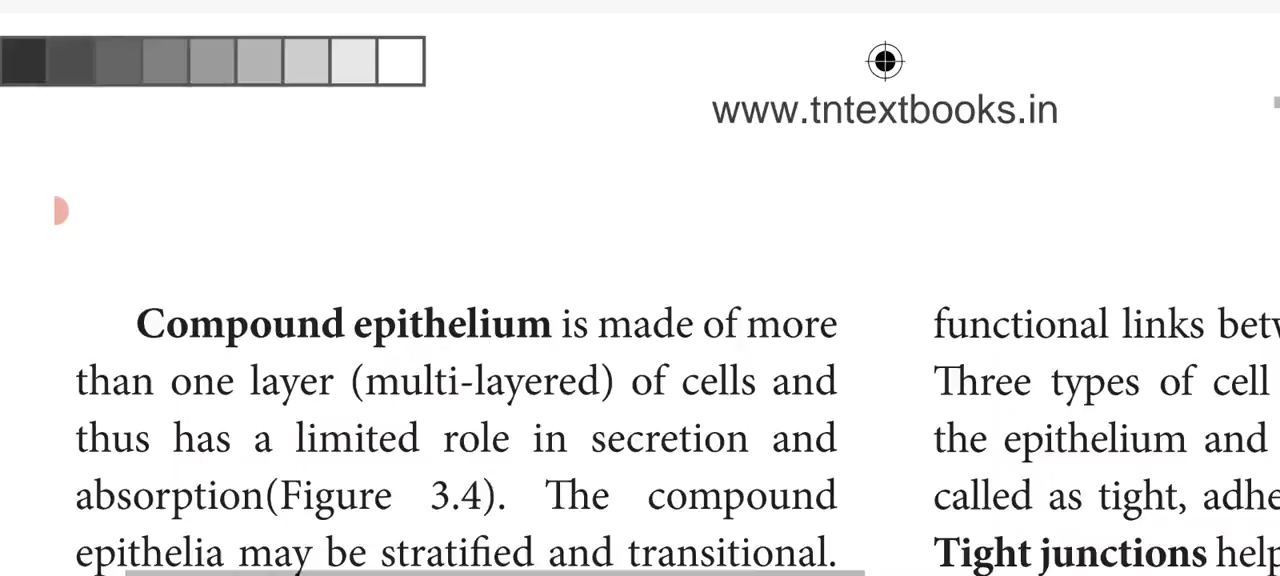 www.tntextbooks.in
Compound epithelium is made of more
than one layer (multi-layered) of cells and
thus has a limited role in secretion and
absorption(Figure 3.4). The compound
epithelia may be stratified and transitional.
functional links
Three types of cell
the epithelium and
called as tight,
Tight junctions help